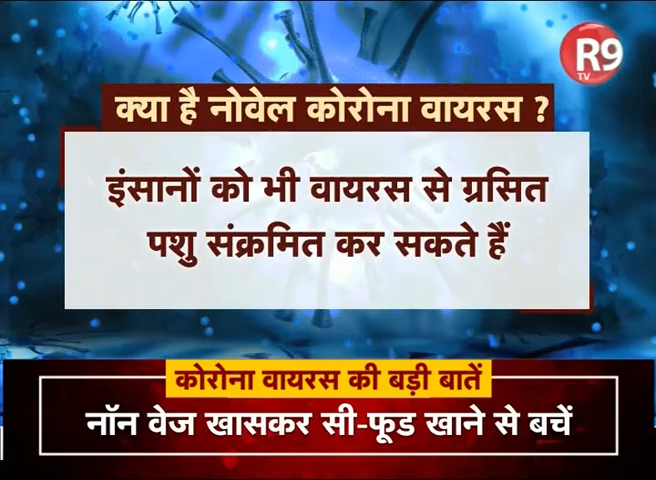 R9
TV
क्या है नोवेल कोरोना वायरस ?
इंसानों को भी वायरस से ग्रसित
पशु संक्रमित कर सकते हैं
कोरोना वायरस की बड़ी बातें
नॉन वेज खासकर सी-फूड खाने से बचें